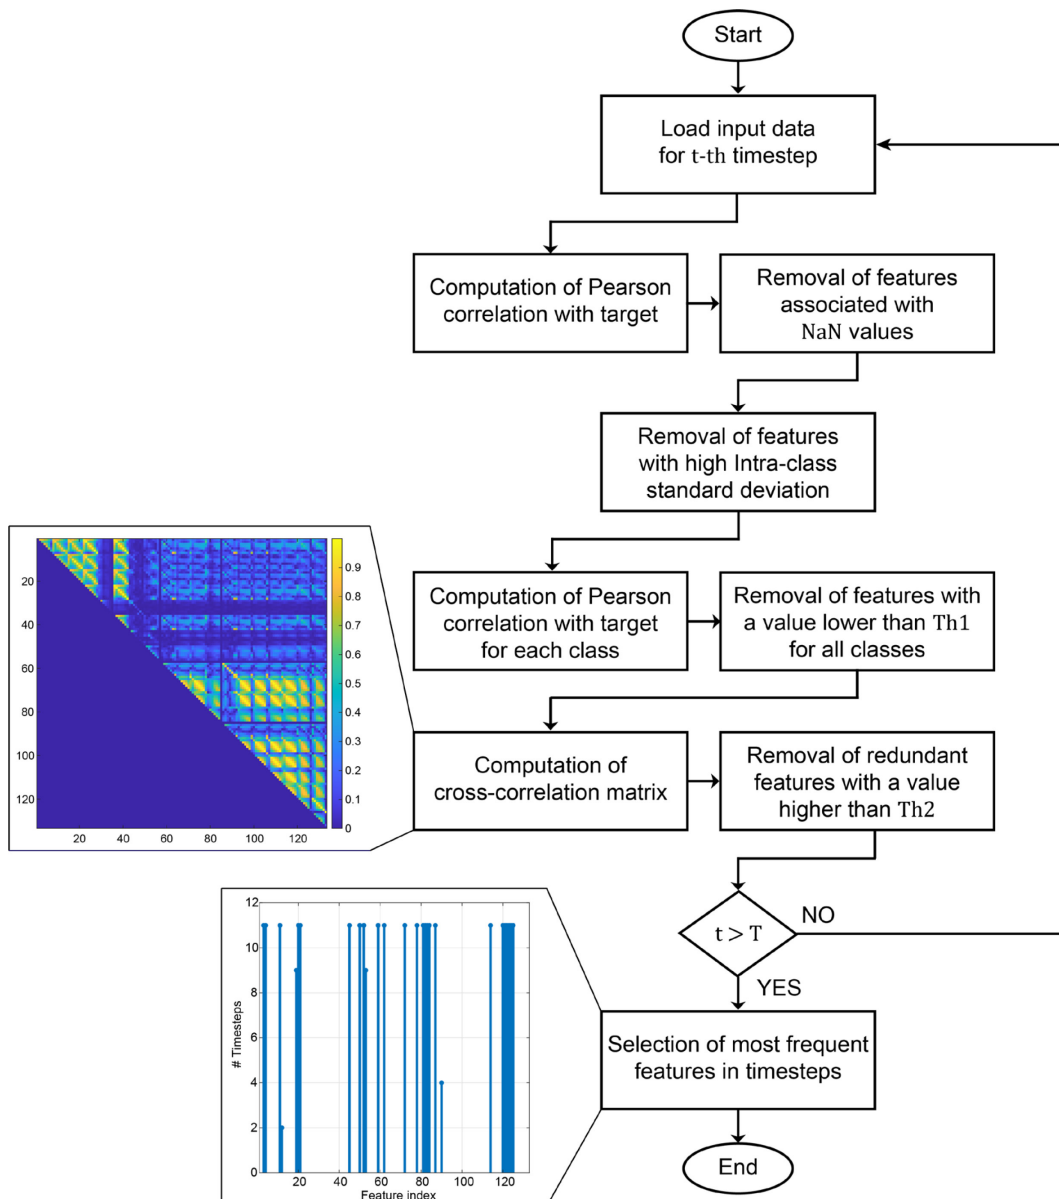 Start
Load input data
for t-th timestep
Computation of Pearson
correlation with target
Removal of features
associated with
NaN values
Removal of features
with high Intra-class
standard deviation
Computation of Pearson
correlation with target
for each class
Removal of features with
a value lower than Th1
for all classes
Computation of
cross-correlation matrix
Removal of redundant
features with a value
higher than Th2
20
40
60
80
100
120
20 40 60 80 100 120
0.9
0.8
0.7
0.6
0.5
0.4
0.3
0.2
0.1
0
t > T
NO
YES
Selection of most frequent
features in timesteps
End
# Timesteps
12
10
8
6
4
2
0
20 40 60 80 100 120
Feature index